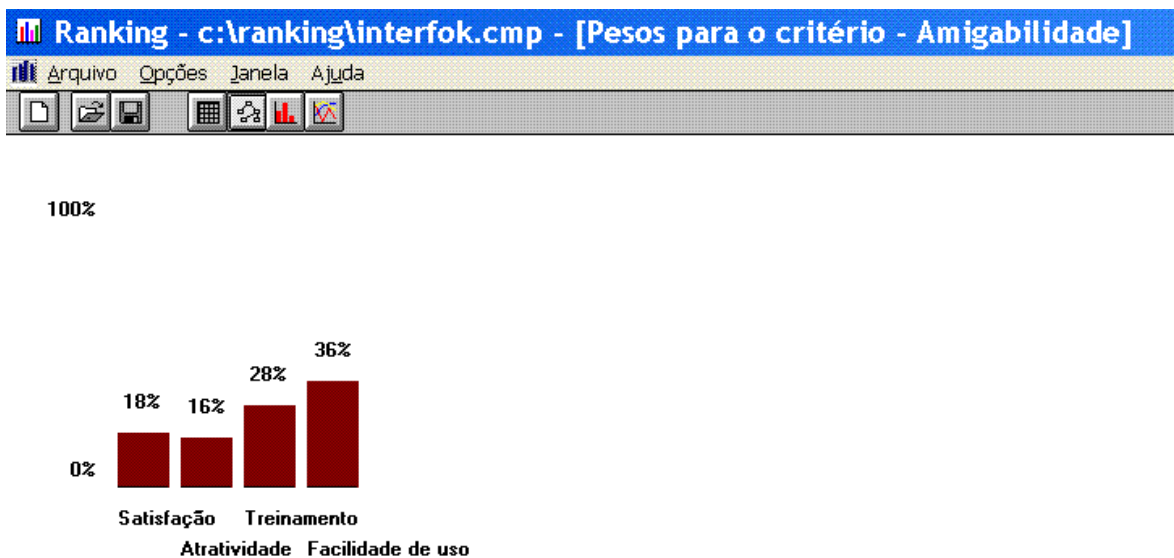 Ranking - c:\ranking\interfok.cmp - [Pesos para o critério - Amigabilidade]
Arquivo Opções Janela Ajuda
100%
36%
28%
18% 16%
0%
Satisfação Treinamento
Atratividade Facilidade de uso